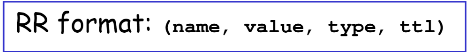 RR format: (name, value, type, ttl)